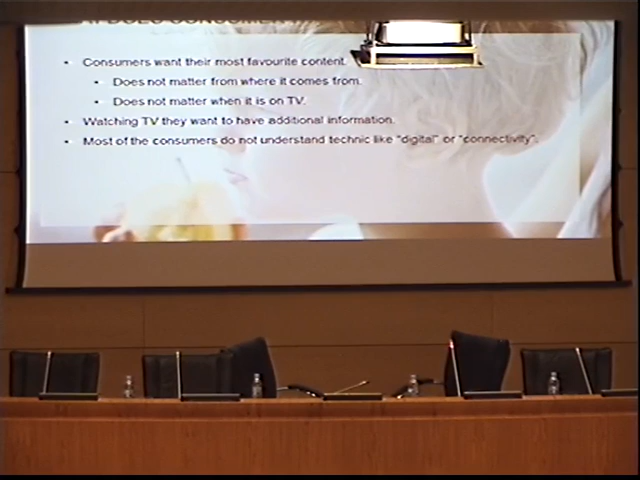 • Consumers want their most favourite content.
• Does not matter from where it comes from.
• Does not matter when it is on TV.
• Watching TV they want to have additional information.
• Most of the consumers do not understand technic like "digital" or "connectivity".